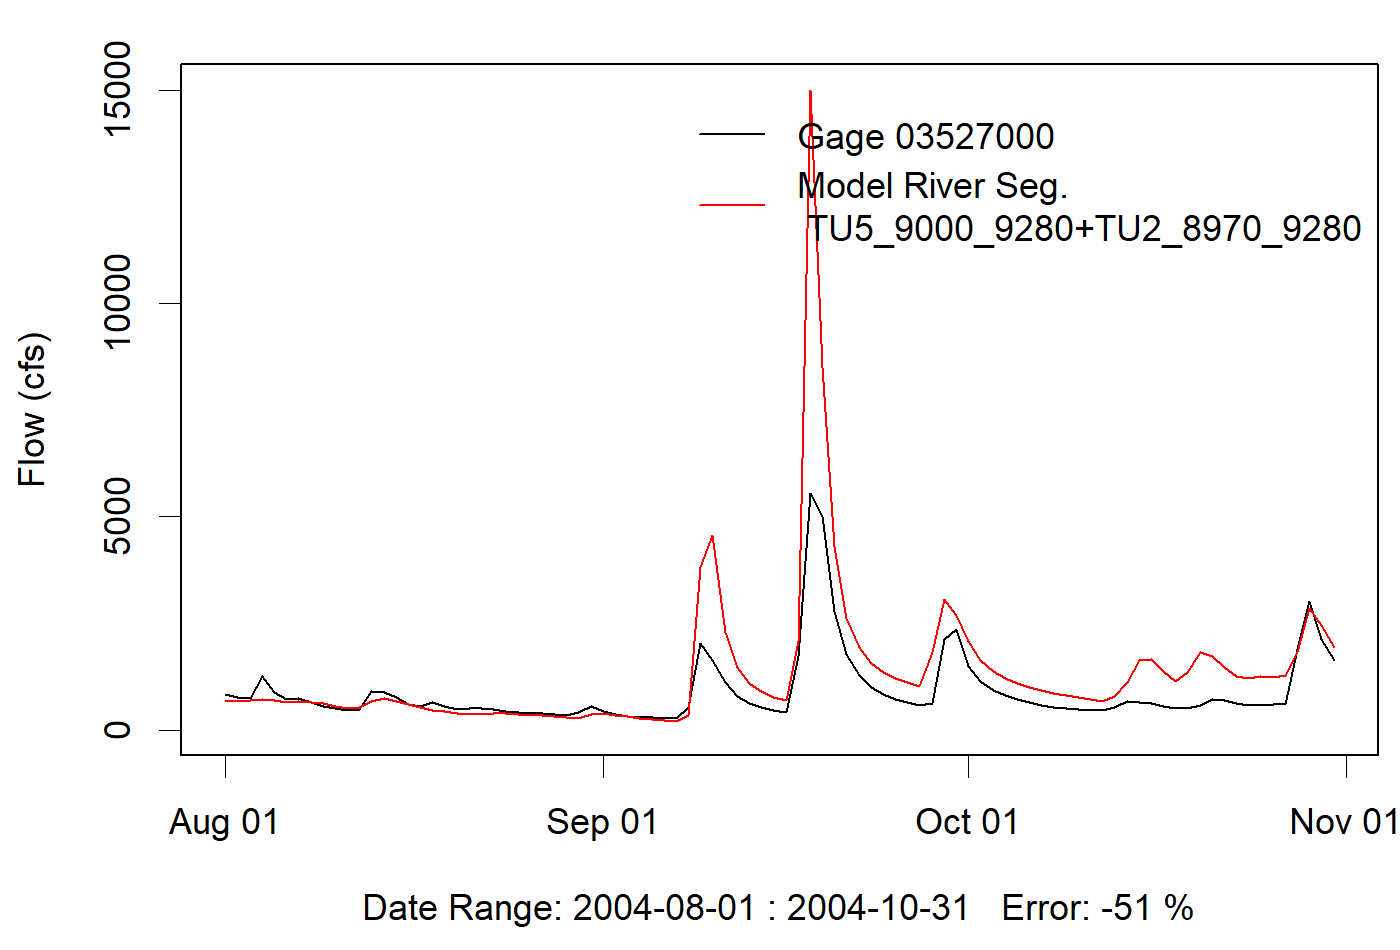 15000
10000
5000
0
Flow (cfs)
Gage 03527000
Model River Seg.
TU5_9000_9280+TU2_8970_9280
Aug 01
Sep 01
Oct 01
Nov 01
Date Range: 2004-08-01 : 2004-10-31 Error: -51 %